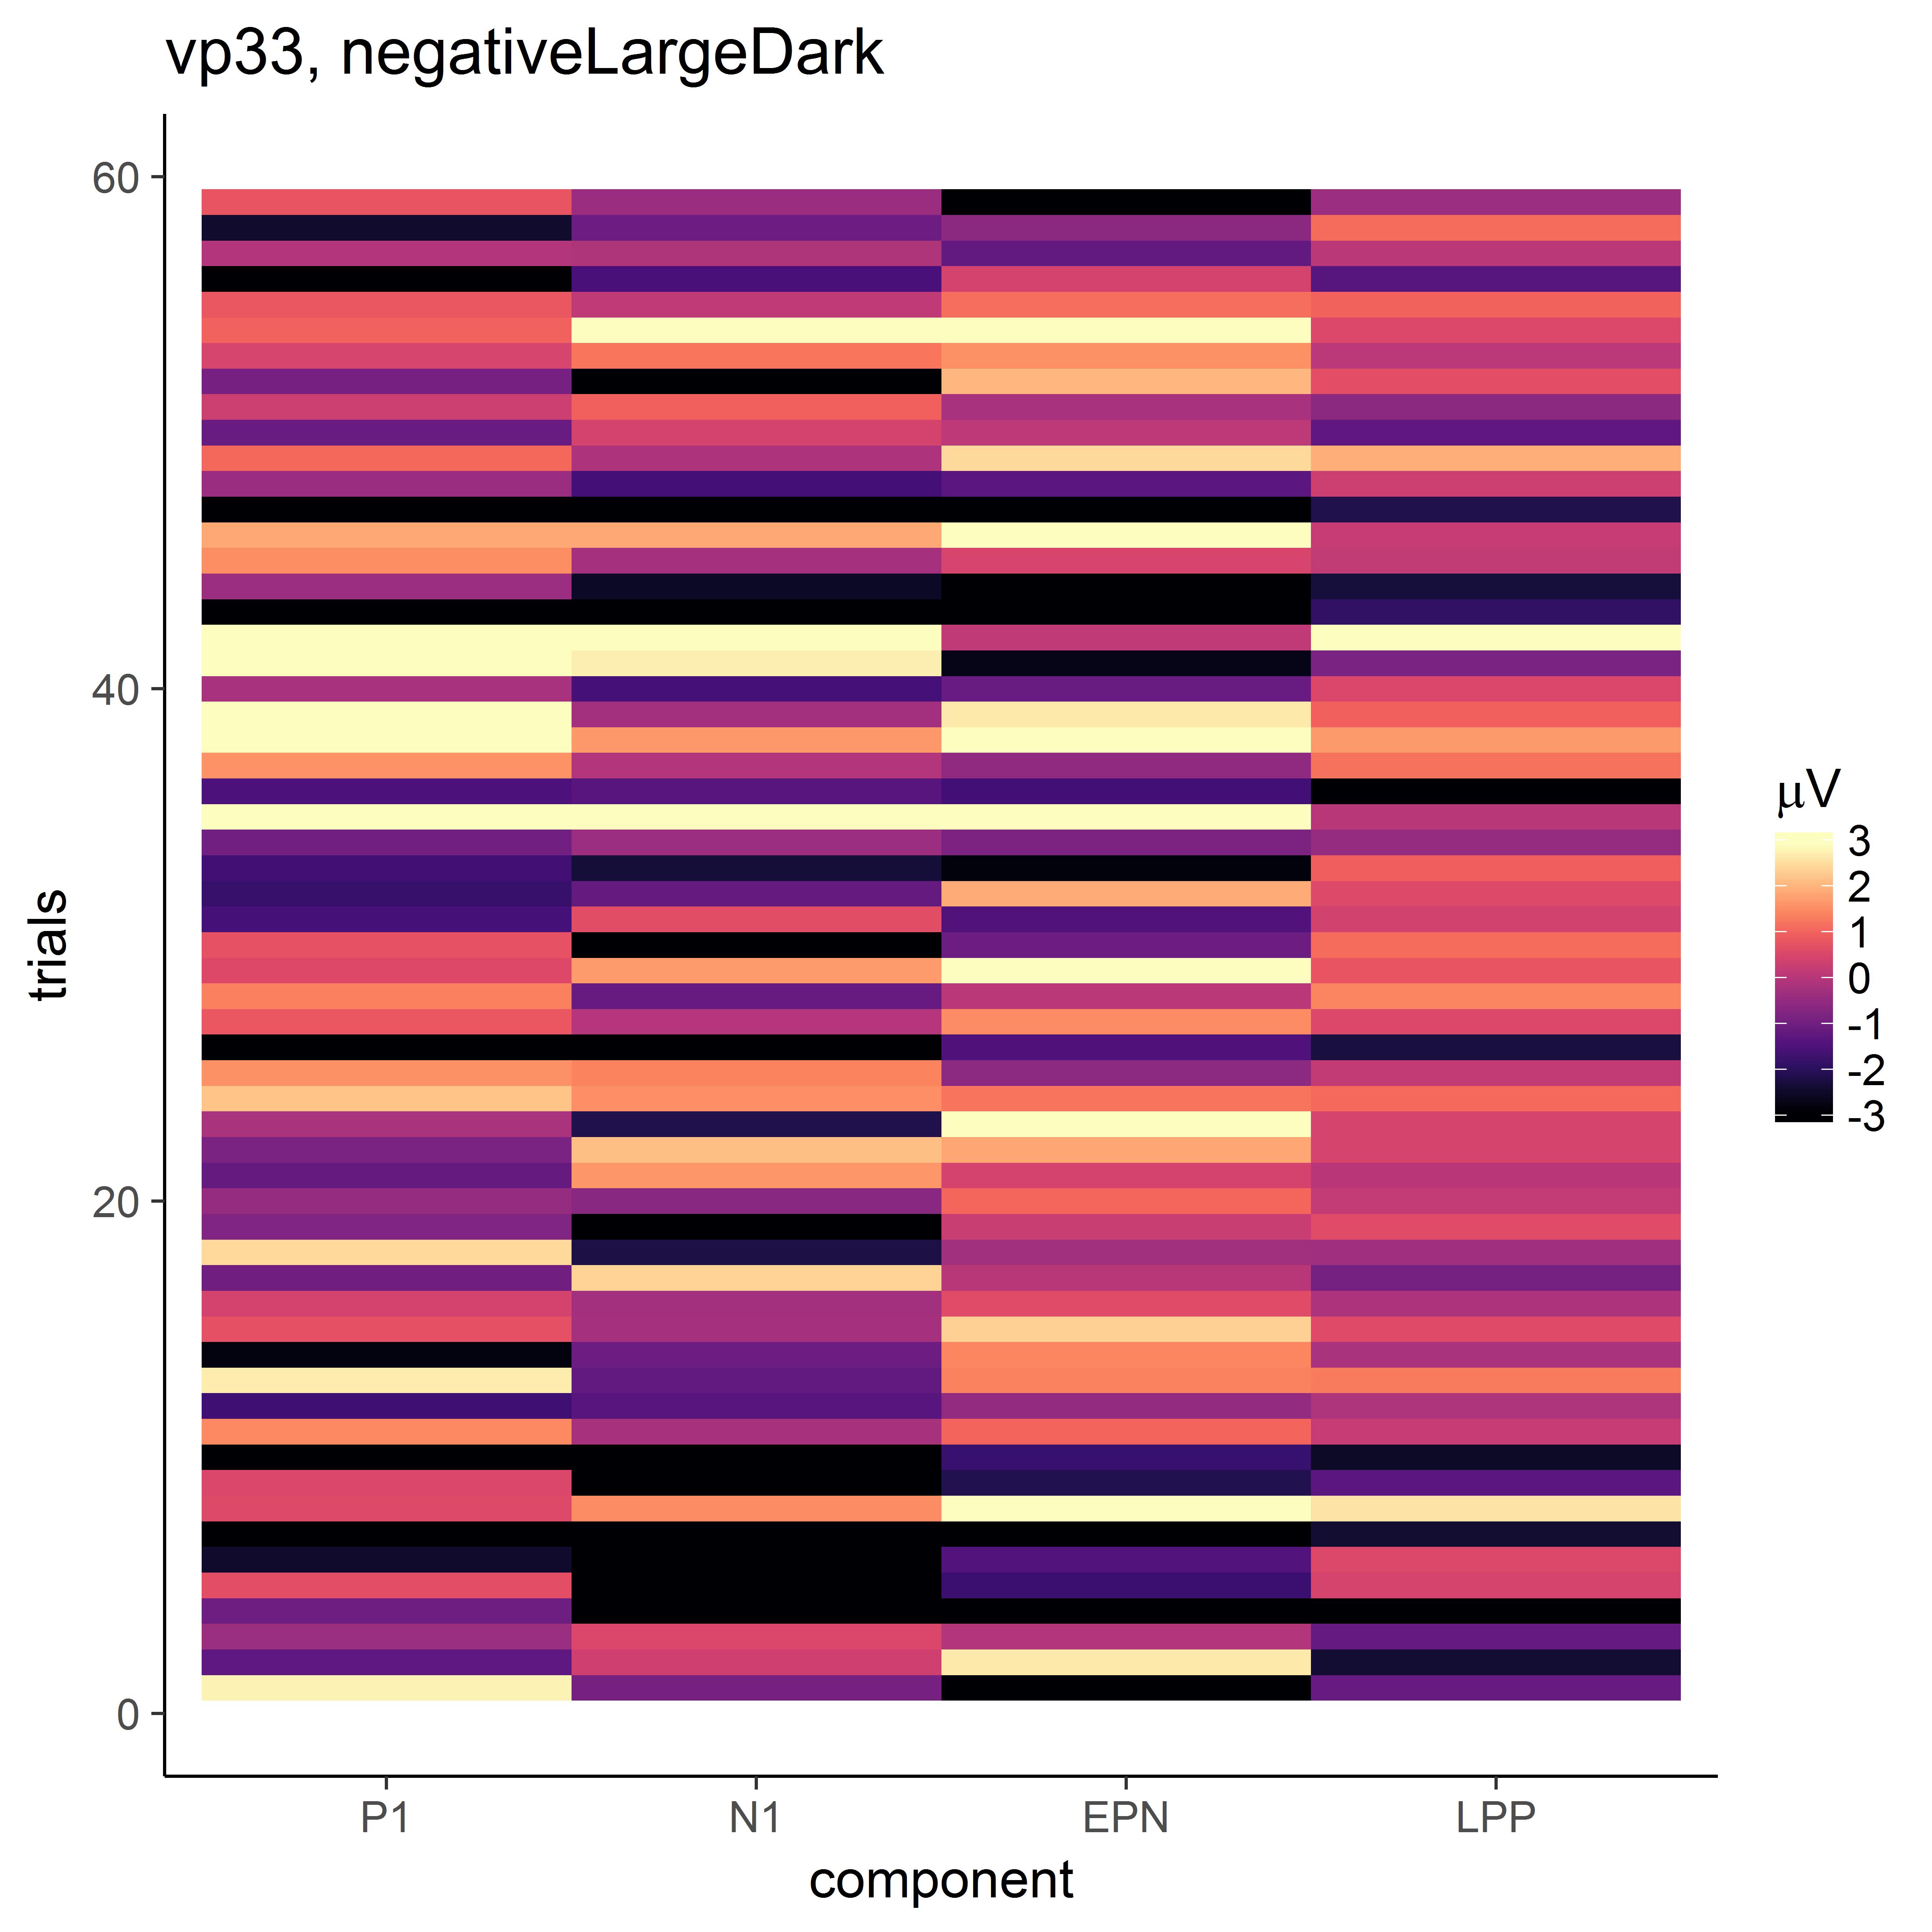 vp33, negativeLargeDark
60
40
20
0
trials
P1 N1 EPN LPP
component
μV
3
2
1
0
-1
-2
-3